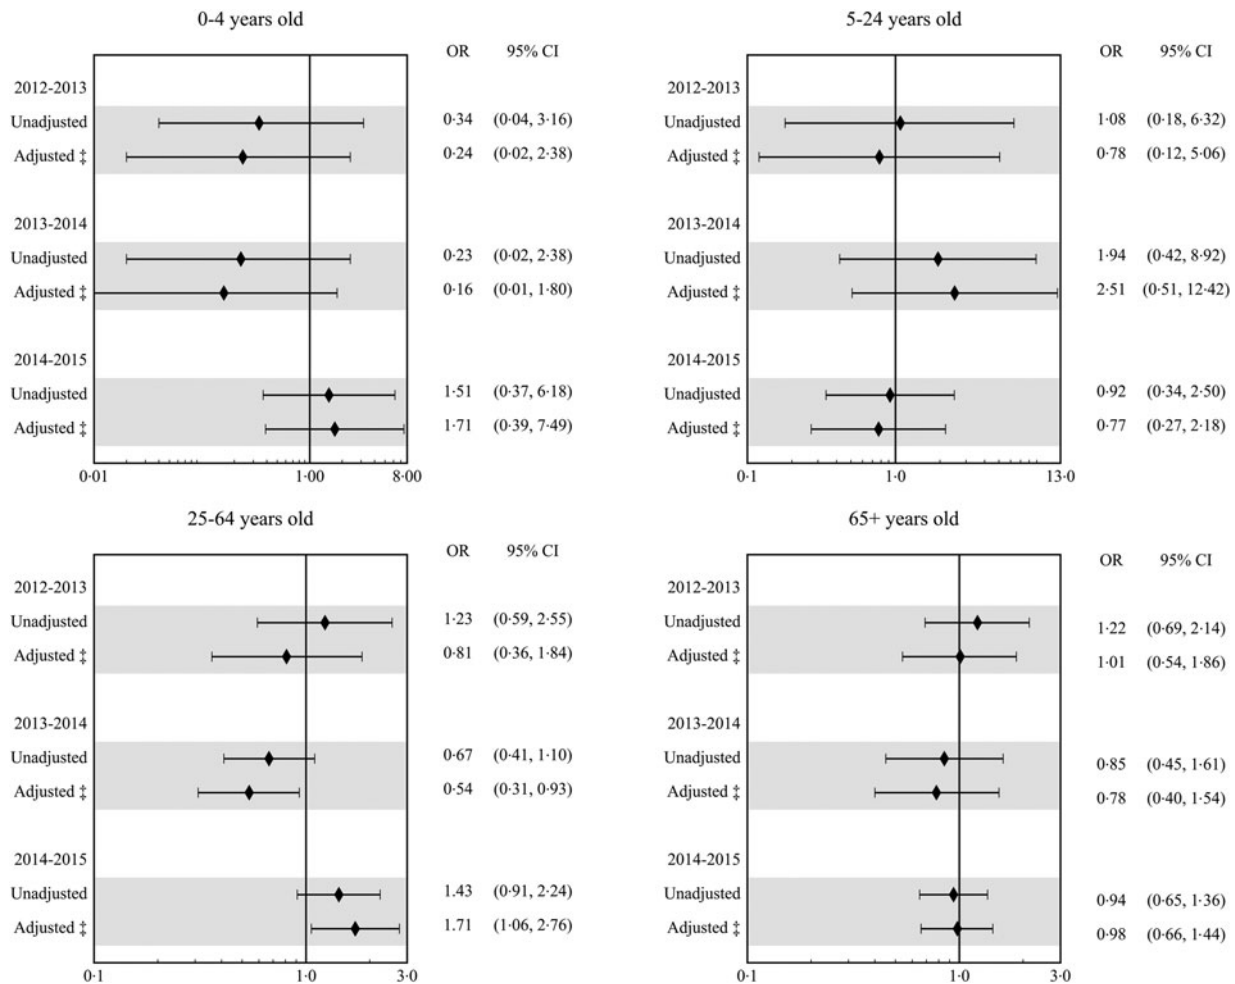 0-4 years old
OR 95% CI
2012-2013
Unadjusted 0·34 (0·04, 3·16)
Adjusted ‡ 0·24 (0·02, 2·38)
2013-2014
Unadjusted 0·23 (0·02, 2·38)
Adjusted ‡ 0·16 (0·01, 1·80)
2014-2015
Unadjusted 1·51 (0·37, 6·18)
Adjusted ‡ 1·71 (0·39, 7·49)
0·01 1·00 8·00
5-24 years old
OR 95% CI
2012-2013
Unadjusted 1·08 (0·18, 6·32)
Adjusted ‡ 0·78 (0·12, 5·06)
2013-2014
Unadjusted 1·94 (0·42, 8·92)
Adjusted ‡ 2·51 (0·51, 12·42)
2014-2015
Unadjusted 0·92 (0·34, 2·50)
Adjusted ‡ 0·77 (0·27, 2·18)
0·1 1·0 13·0
25-64 years old
OR 95% CI
2012-2013
Unadjusted 1·23 (0·59, 2·55)
Adjusted ‡ 0·81 (0·36, 1·84)
2013-2014
Unadjusted 0·67 (0·41, 1·10)
Adjusted ‡ 0·54 (0·31, 0·93)
2014-2015
Unadjusted 1.43 (0·91, 2·24)
Adjusted ‡ 1.71 (1·06, 2·76)
0·1 1·0 3·0
65+ years old
OR 95% CI
2012-2013
Unadjusted 1·22 (0·69, 2·14)
Adjusted ‡ 1·01 (0·54, 1·86)
2013-2014
Unadjusted 0·85 (0·45, 1·61)
Adjusted ‡ 0·78 (0·40, 1·54)
2014-2015
Unadjusted 0·94 (0·65, 1·36)
Adjusted ‡ 0·98 (0·66, 1·44)
0·1 1·0 3·0